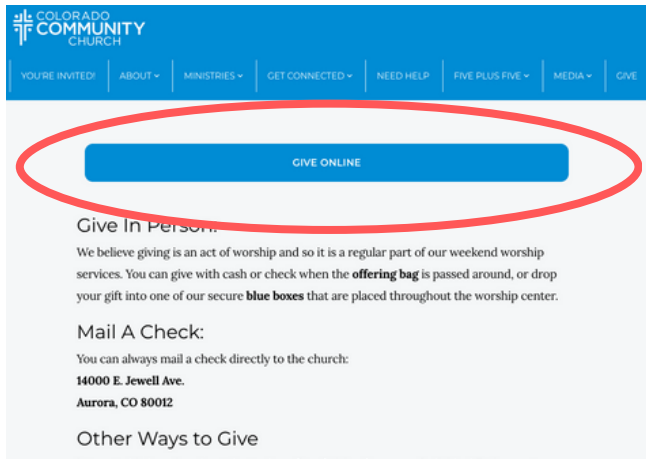 COLORADO
COMMUNITY
CHURCH
YOU'RE INVITED! ABOUT MINISTRIES GET CONNECTED NEED HELP FIVE PLUS FIVE MEDIA GIVE
GIVE ONLINE
Give In Person:
We believe giving is an act of worship and so it is a regular part of our weekend worship
services. You can give with cash or check when the offering bag is passed around, or drop
your gift into one of our secure blue boxes that are placed throughout the worship center.
Mail A Check:
You can always mail a check directly to the church:
14000 E. Jewell Ave.
Aurora, CO 80012
Other Ways to Give